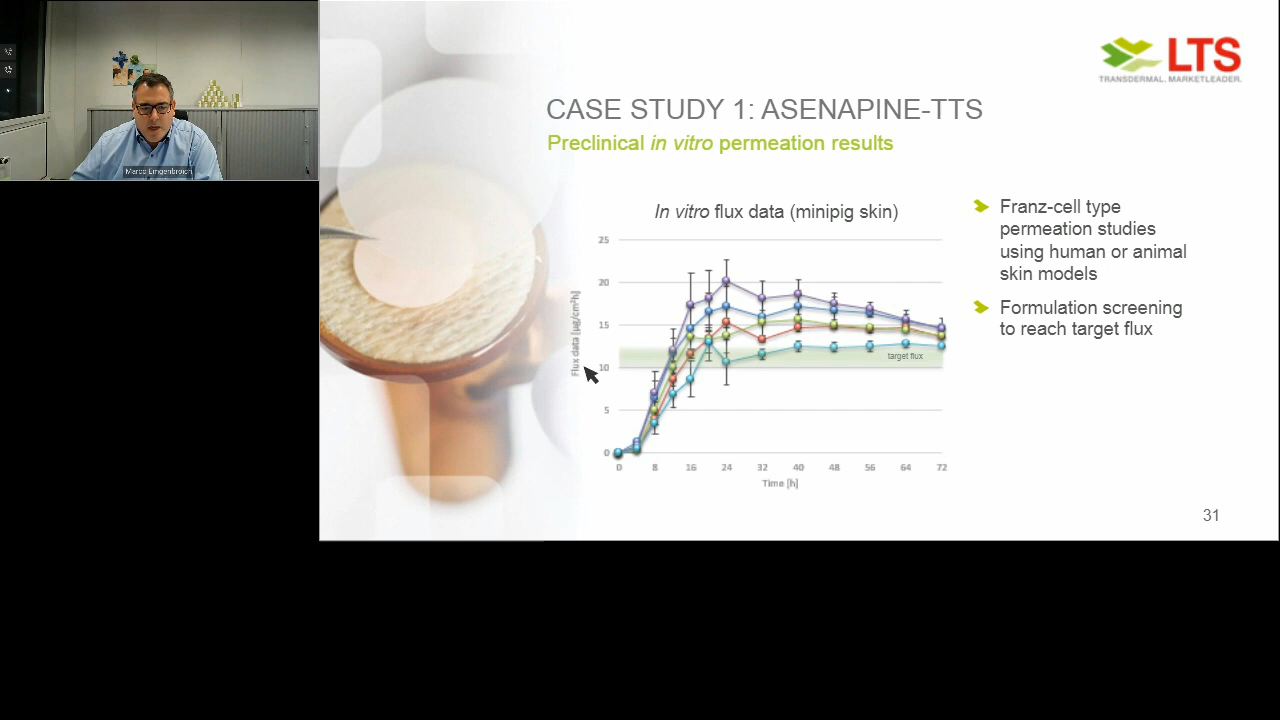 Marco Emgenbroich
LTS
TRANSDERMAL. MARKETLEADER.
CASE STUDY 1: ASENAPINE-TTS
Preclinical in vitro permeation results
In vitro flux data (minipig skin)
25
20
15
10
5
0
Flux data [µg/cm²h]
target flux
0 8 16 24 32 40 48 56 64 72
Time [h]
Franz-cell type
permeation studies
using human or animal
skin models
Formulation screening
to reach target flux
31